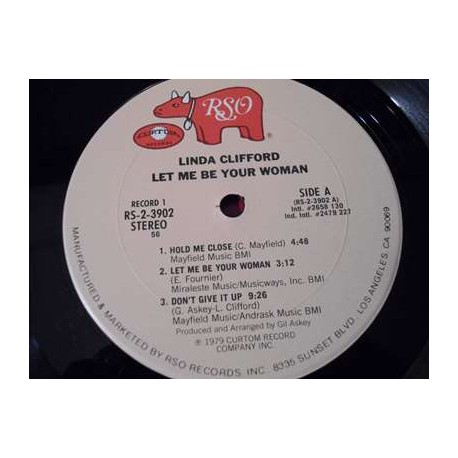 RSO
CURTOM
RECORDS
LINDA CLIFFORD
LET ME BE YOUR WOMAN
RECORD 1
RS-2-3902
STEREO
56
SIDE A
(RS-2-3902 A)
Intl. #2658 130
Ind. Intl. #2479 227
1. HOLD ME CLOSE (C. Mayfield) 4:48
Mayfield Music BMI
2. LET ME BE YOUR WOMAN 3:12
(E. Fournier)
Miraleste Music/Musicways, Inc. BMI
3. DON'T GIVE IT UP 9:26
(G. Askey-L. Clifford)
Mayfield Music/Andrask Music BMI
Produced and Arranged by Gil Askey
℗ 1979 CURTOM RECORD
COMPANY INC.
MANUFACTURED & MARKETED BY RSO RECORDS, INC., 8335 SUNSET BLVD. LOS ANGELES, CA 90069